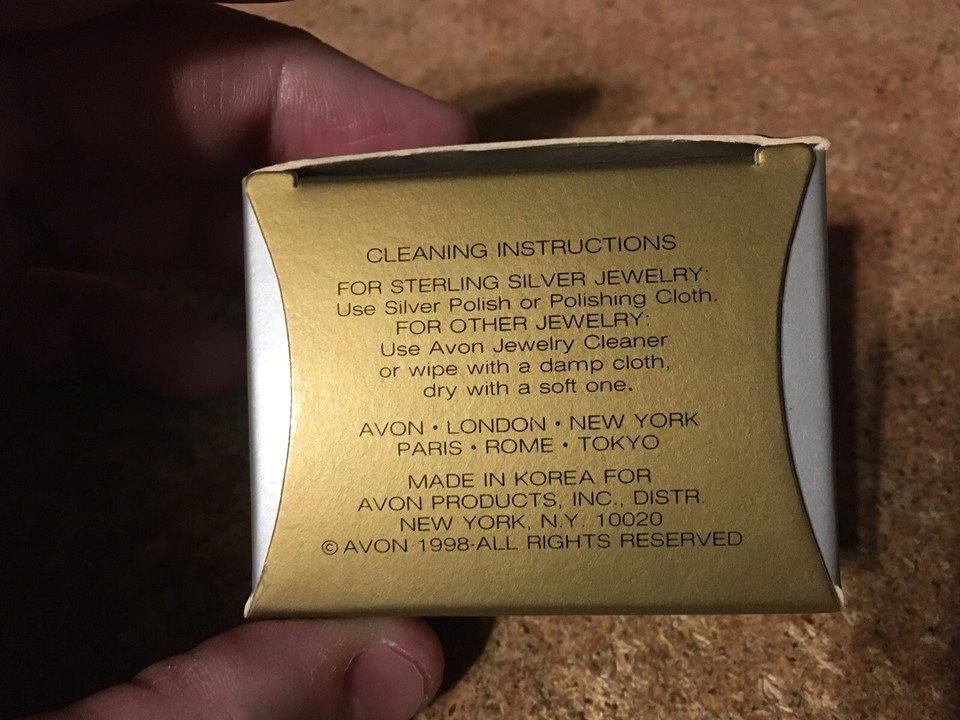 CLEANING INSTRUCTIONS
FOR STERLING SILVER JEWELRY:
Use Silver Polish or Polishing Cloth.
FOR OTHER JEWELRY:
Use Avon Jewelry Cleaner
or wipe with a damp cloth,
dry with a soft one.
AVON • LONDON • NEW YORK
PARIS • ROME • TOKYO
MADE IN KOREA FOR
AVON PRODUCTS, INC., DISTR.
NEW YORK, N.Y. 10020
© AVON 1998-ALL RIGHTS RESERVED